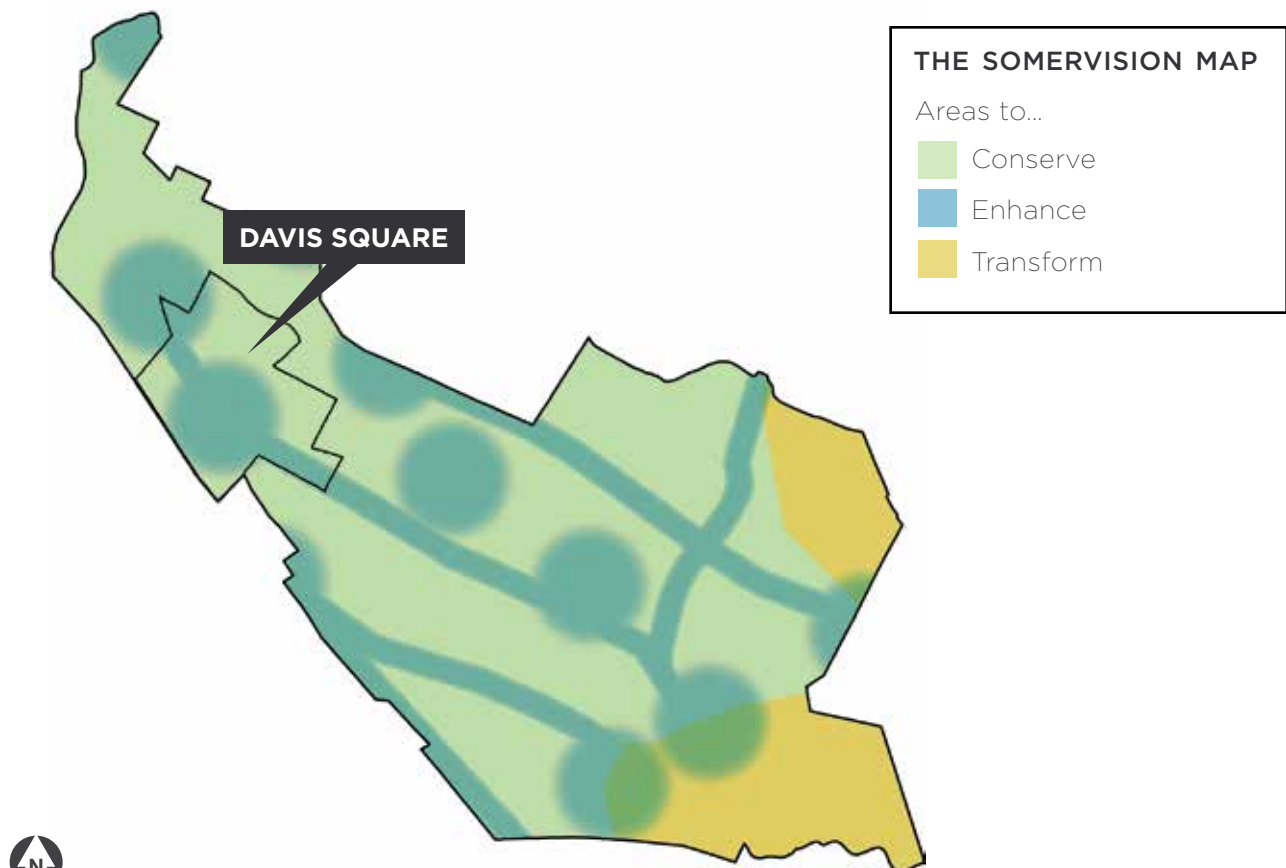 THE SOMERVISION MAP
Areas to...
Conserve
Enhance
Transform
DAVIS SQUARE
N